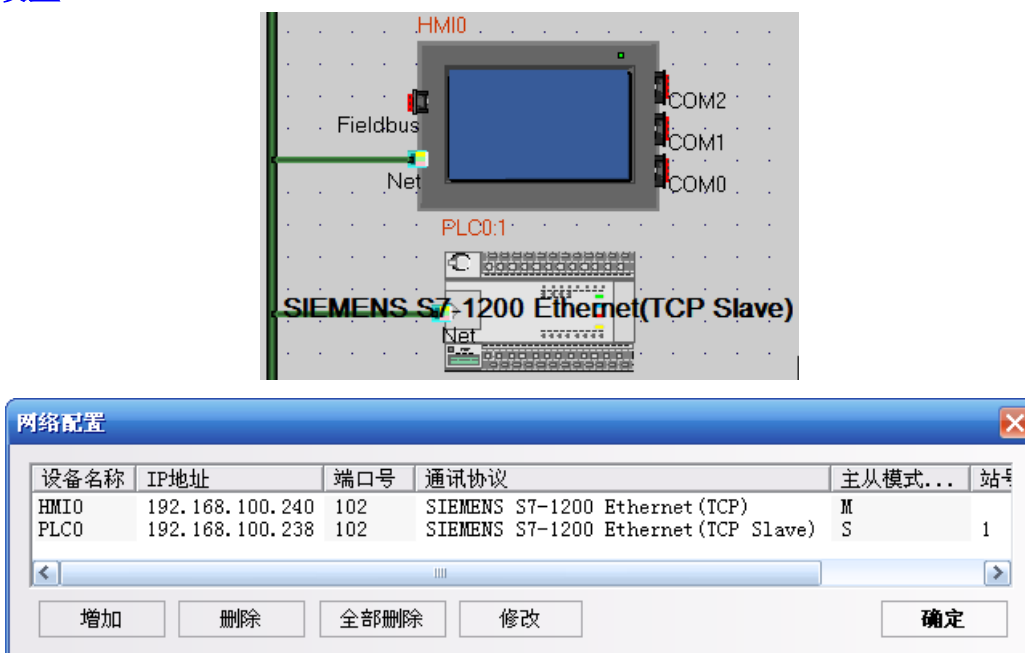 HMI0
COM2
Fieldbus
COM1
Net
COM0
PLC0:1
SIEMENS S7-1200 Ethernet(TCP Slave)
Net
网络配置
设备名称 IP地址 端口号 通讯协议 主从模式... 站号
HMI0 192.168.100.240 102 SIEMENS S7-1200 Ethernet(TCP) M
PLC0 192.168.100.238 102 SIEMENS S7-1200 Ethernet(TCP Slave) S 1
增加 删除 全部删除 修改 确定